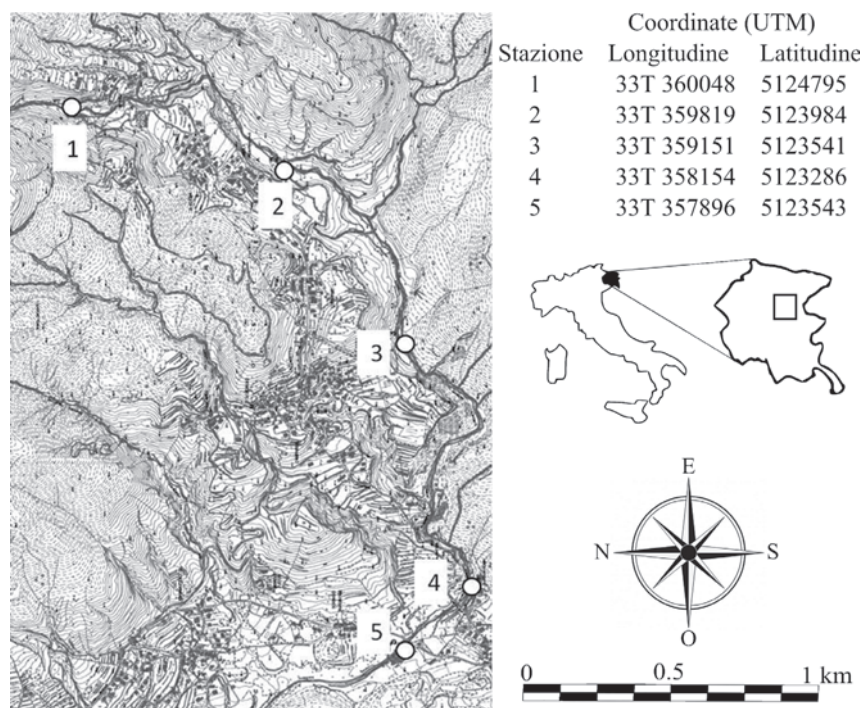 Coordinate (UTM)
Stazione Longitudine Latitudine
1 33T 360048 5124795
2 33T 359819 5123984
3 33T 359151 5123541
4 33T 358154 5123286
5 33T 357896 5123543
1
2
3
4
5
E
N S
O
0 0.5 1 km